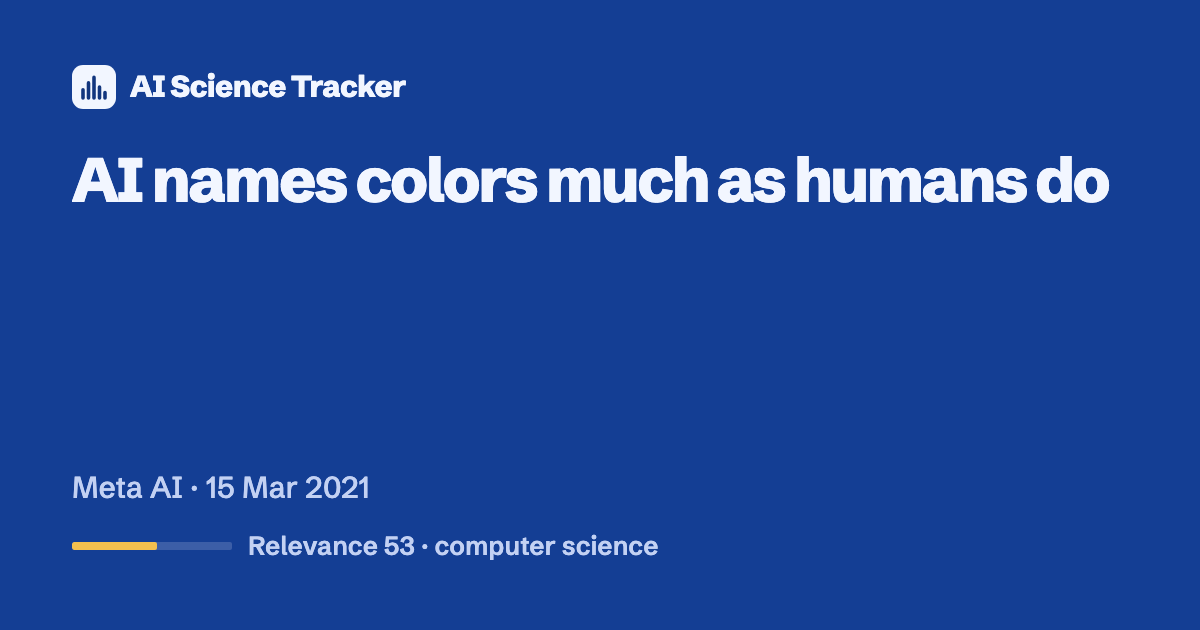 AI Science Tracker
AI names colors much as humans do
Meta AI · 15 Mar 2021
Relevance 53 · computer science